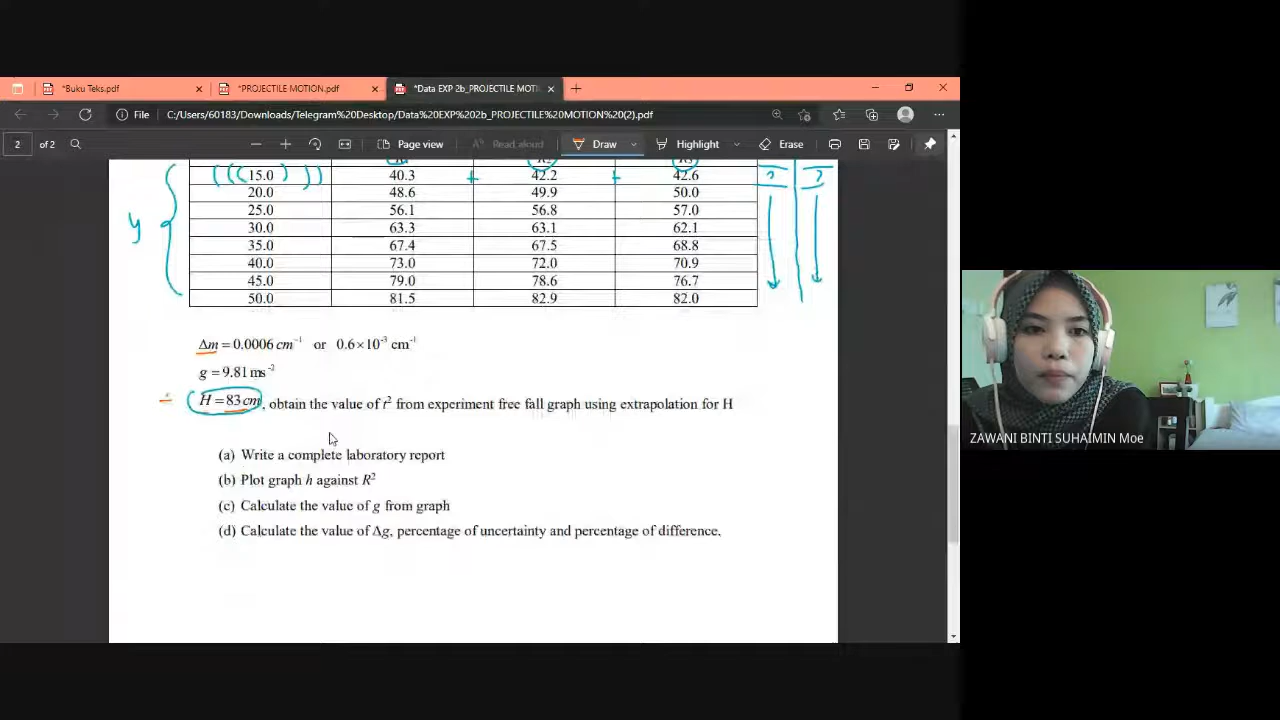 *Buku Teks.pdf
*PROJECTILE MOTION.pdf
*Data EXP 2b_PROJECTILE MOTI
File C:/Users/60183/Downloads/Telegram%20Desktop/Data%20EXP%202b_PROJECTILE%20MOTION%20(2).pdf
2 of 2 Page view Read aloud Draw Highlight Erase
(((15.0 ) )) 40.3 + 42.2 + 42.6 ? ?
20.0 48.6 49.9 50.0
25.0 56.1 56.8 57.0
y 30.0 63.3 63.1 62.1
35.0 67.4 67.5 68.8
40.0 73.0 72.0 70.9
45.0 79.0 78.6 76.7
50.0 81.5 82.9 82.0
Δm = 0.0006 cm⁻¹ or 0.6×10⁻³ cm⁻¹
g = 9.81 ms⁻²
H = 83 cm, obtain the value of r² from experiment free fall graph using extrapolation for H
(a) Write a complete laboratory report
(b) Plot graph h against R²
(c) Calculate the value of g from graph
(d) Calculate the value of Δg, percentage of uncertainty and percentage of difference.
ZAWANI BINTI SUHAIMIN Moe